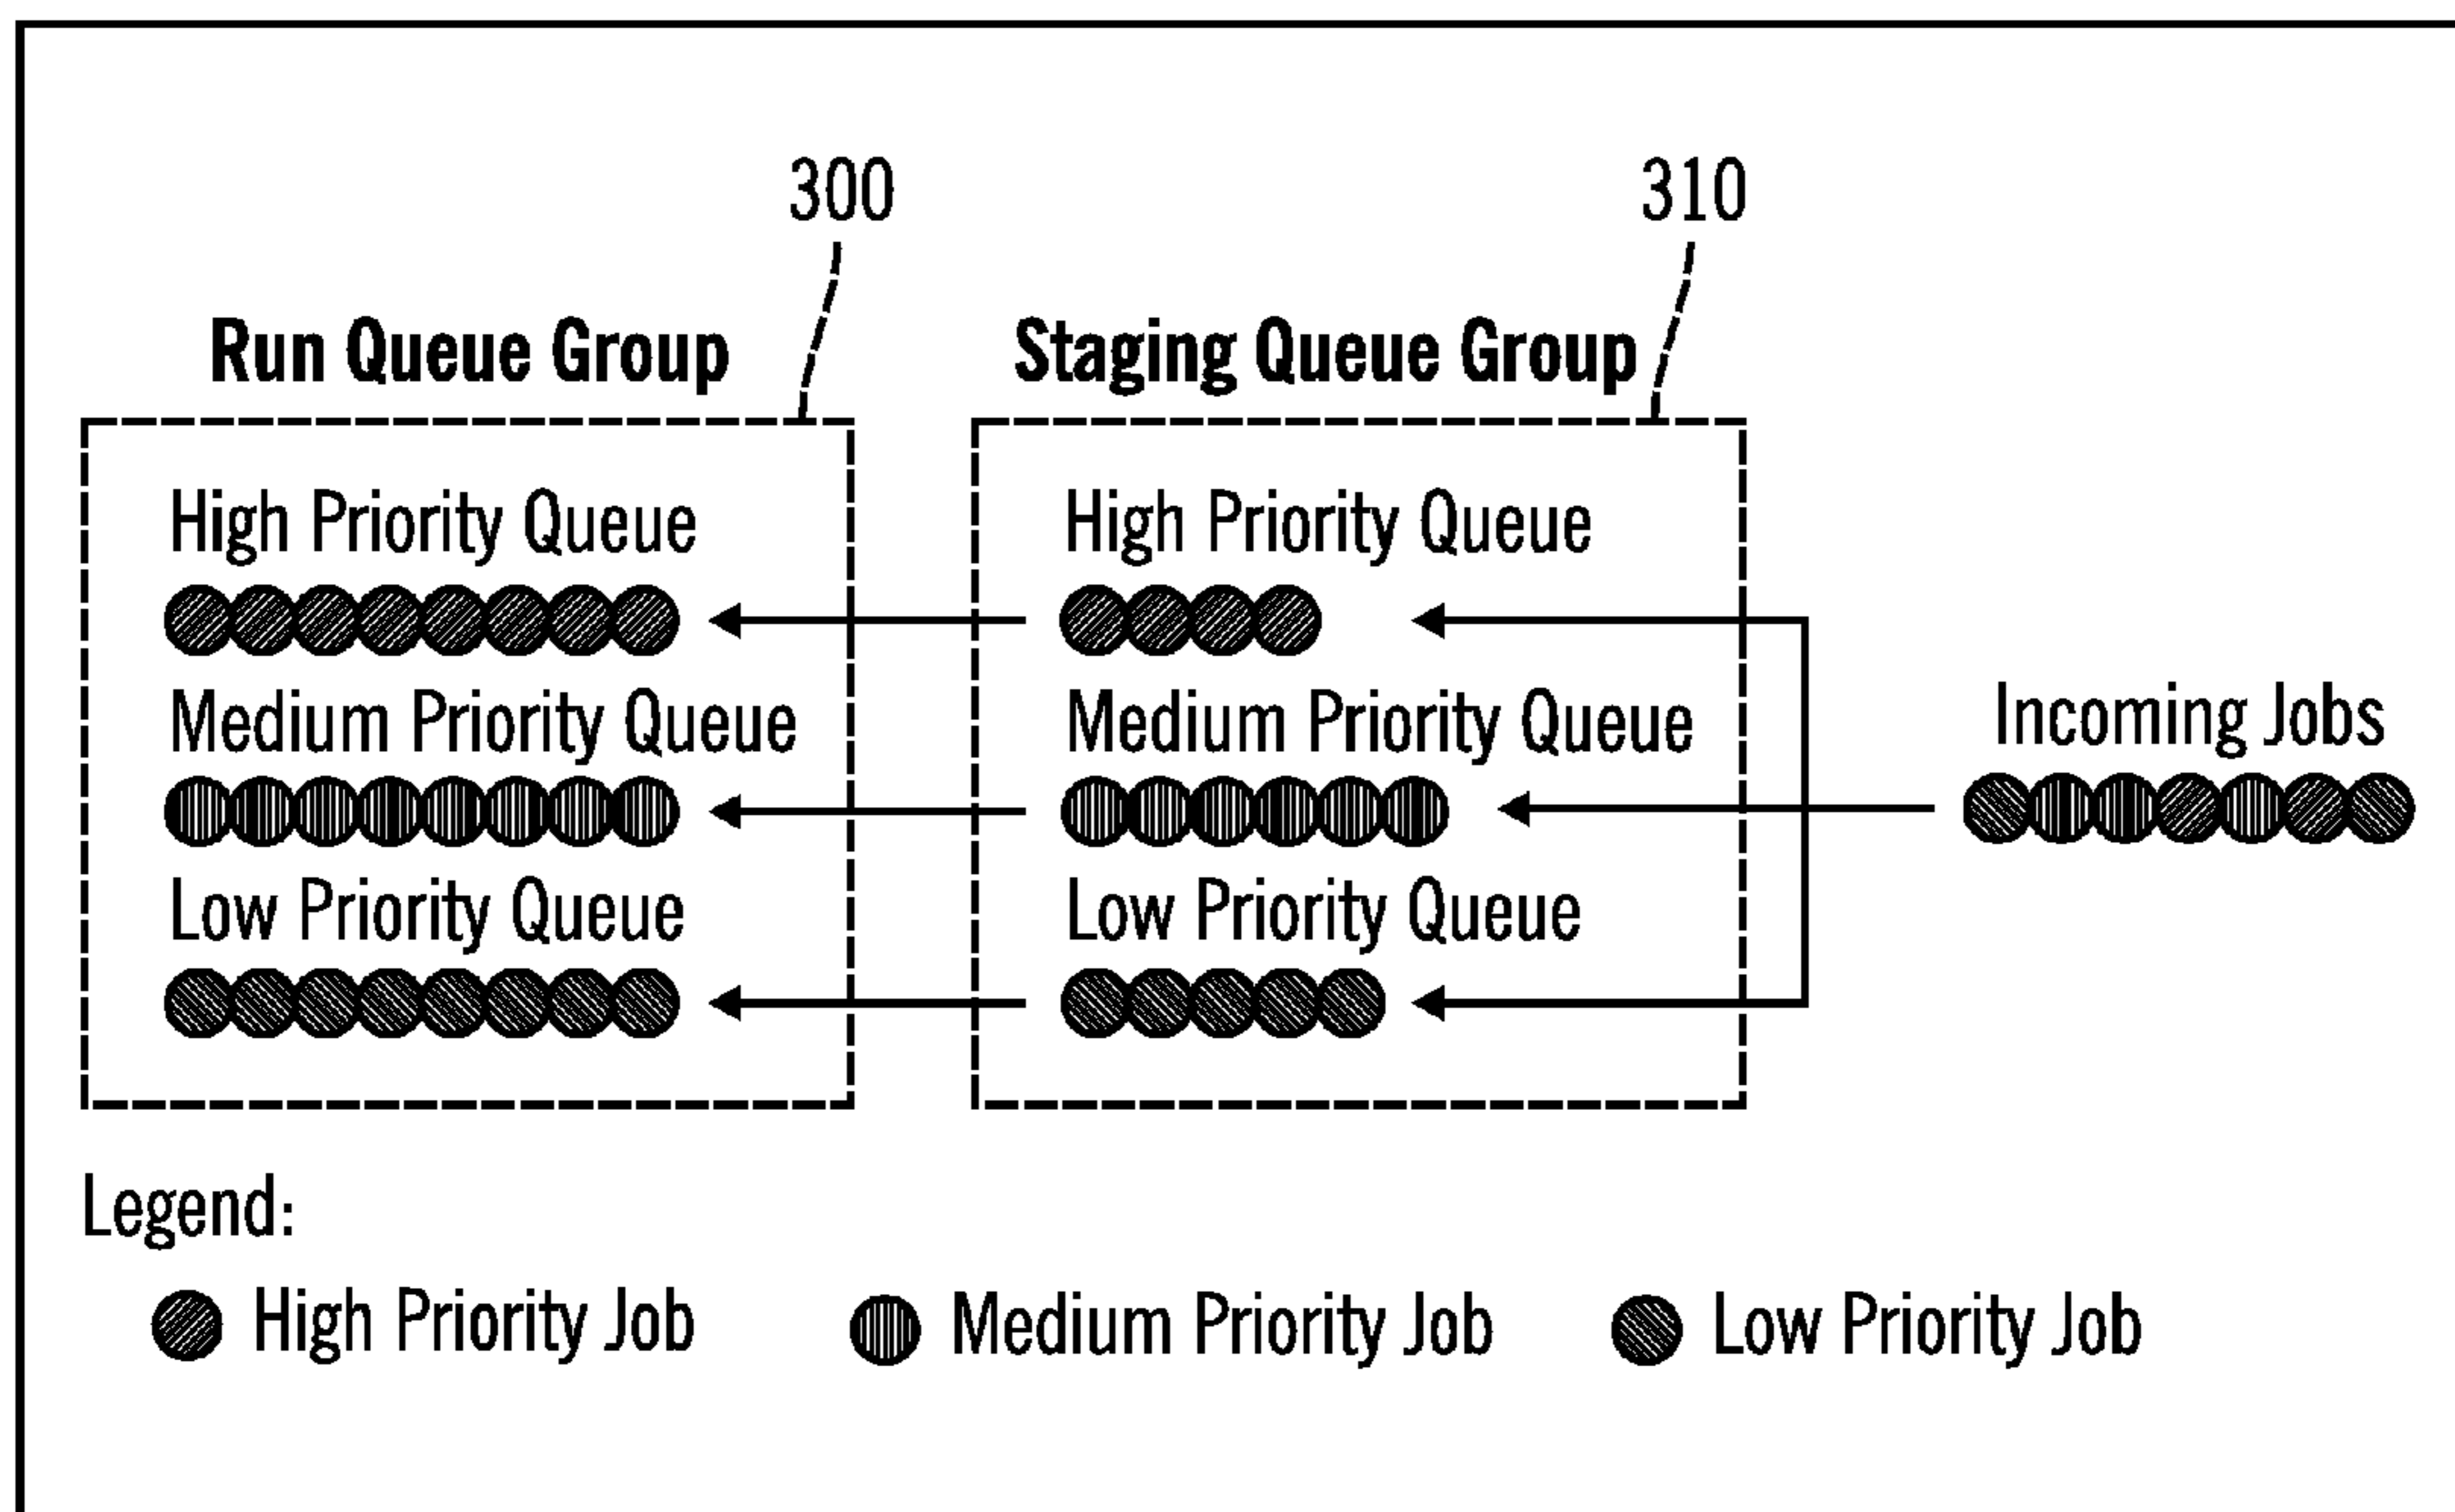 300
310
Run Queue Group
Staging Queue Group
High Priority Queue
High Priority Queue
Medium Priority Queue
Medium Priority Queue
Incoming Jobs
Low Priority Queue
Low Priority Queue
Legend:
High Priority Job
Medium Priority Job
Low Priority Job